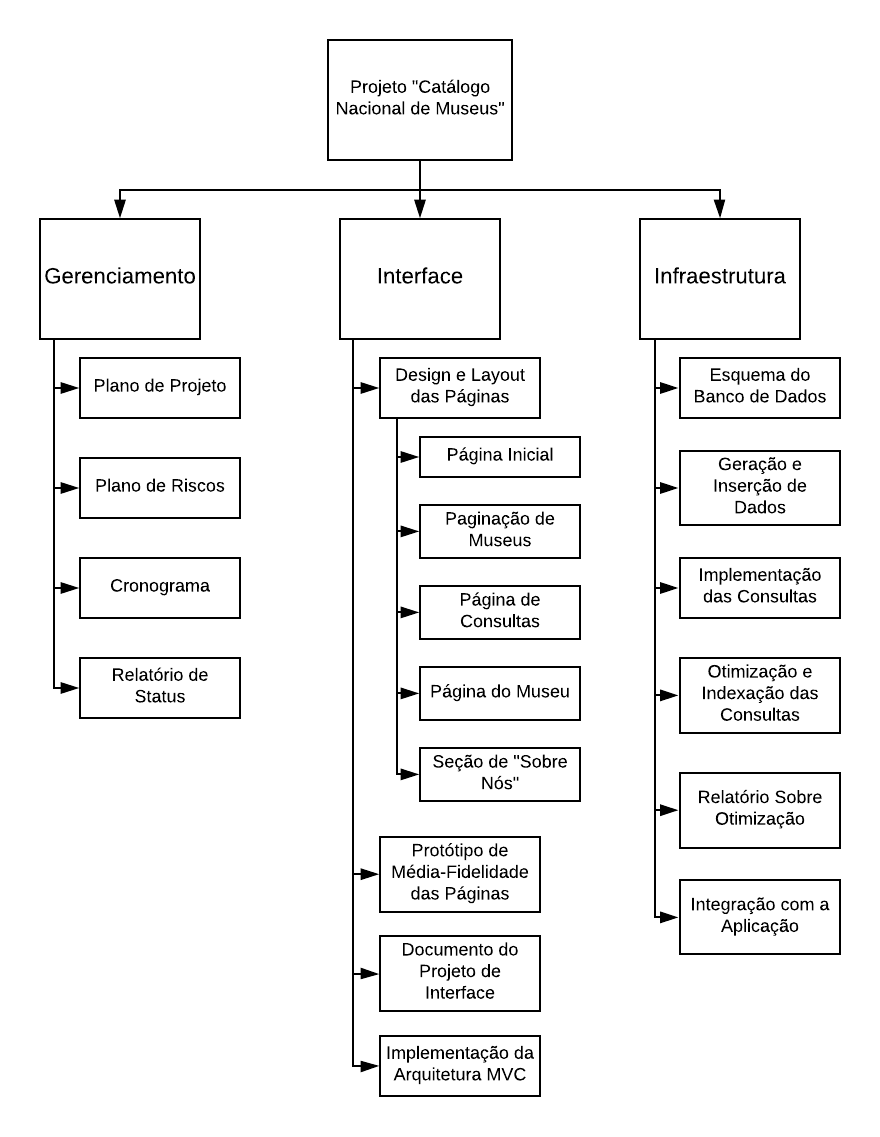 Projeto "Catálogo
Nacional de Museus"
Gerenciamento
Plano de Projeto
Plano de Riscos
Cronograma
Relatório de
Status
Interface
Design e Layout
das Páginas
Página Inicial
Paginação de
Museus
Página de
Consultas
Página do Museu
Seção de "Sobre
Nós"
Protótipo de
Média-Fidelidade
das Páginas
Documento do
Projeto de
Interface
Implementação da
Arquitetura MVC
Infraestrutura
Esquema do
Banco de Dados
Geração e
Inserção de
Dados
Implementação
das Consultas
Otimização e
Indexação das
Consultas
Relatório Sobre
Otimização
Integração com a
Aplicação